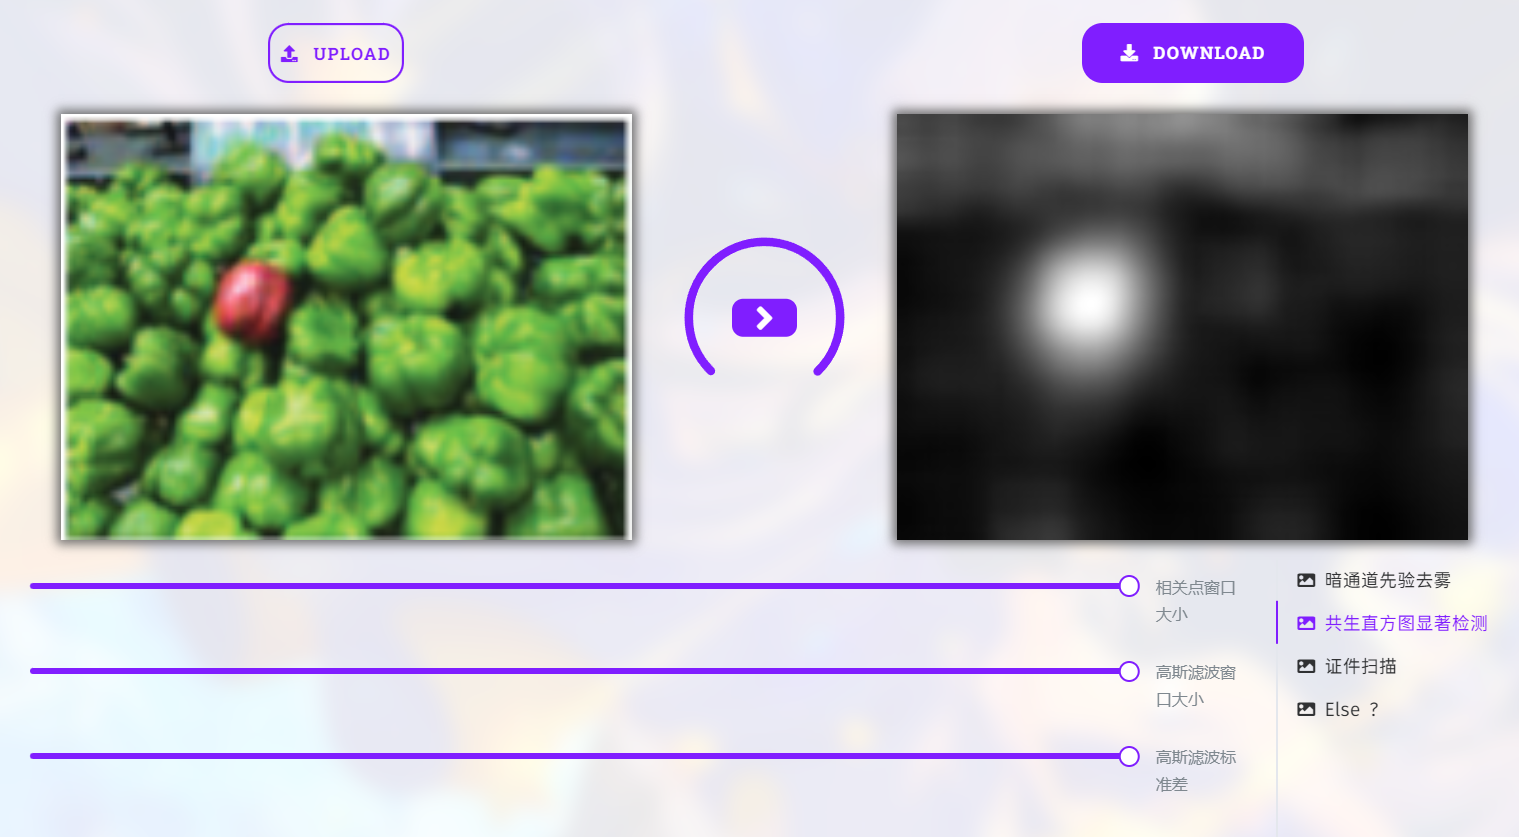 UPLOAD
DOWNLOAD
相关点窗口
大小
高斯滤波窗
口大小
高斯滤波标
准差
暗通道先验去雾
共生直方图显著检测
证件扫描
Else ？